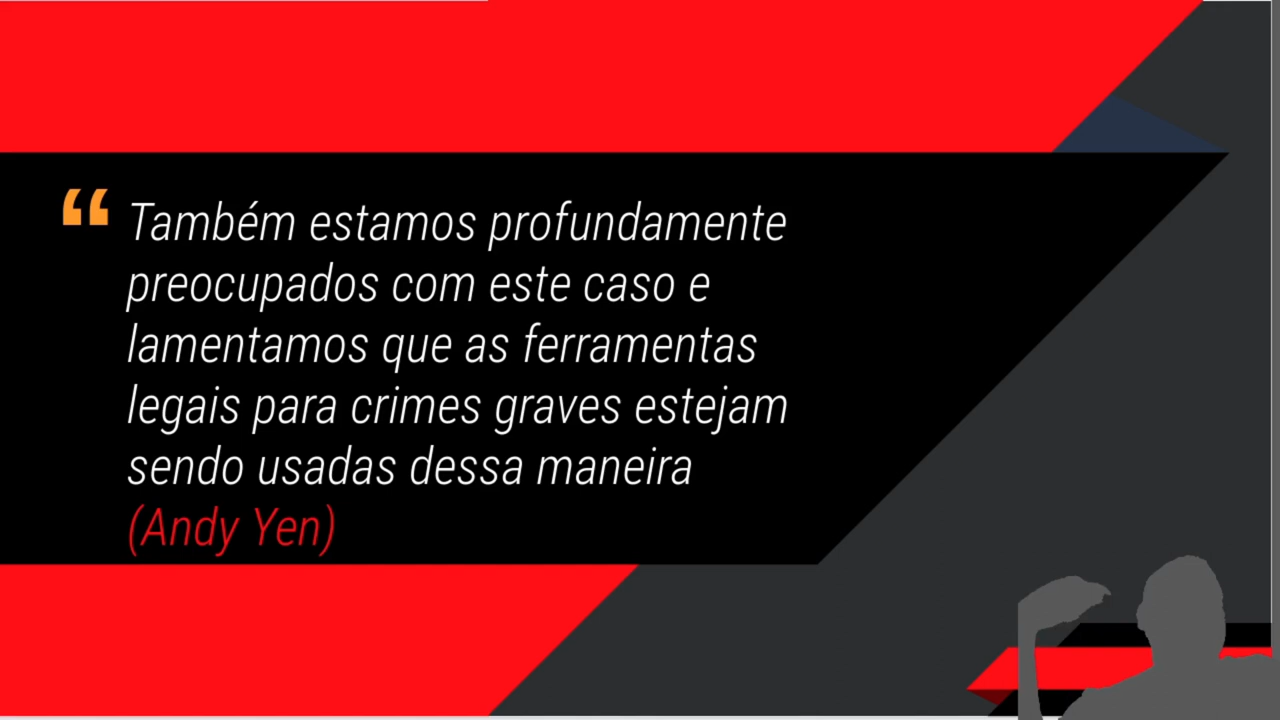 “ Também estamos profundamente
preocupados com este caso e
lamentamos que as ferramentas
legais para crimes graves estejam
sendo usadas dessa maneira
(Andy Yen)